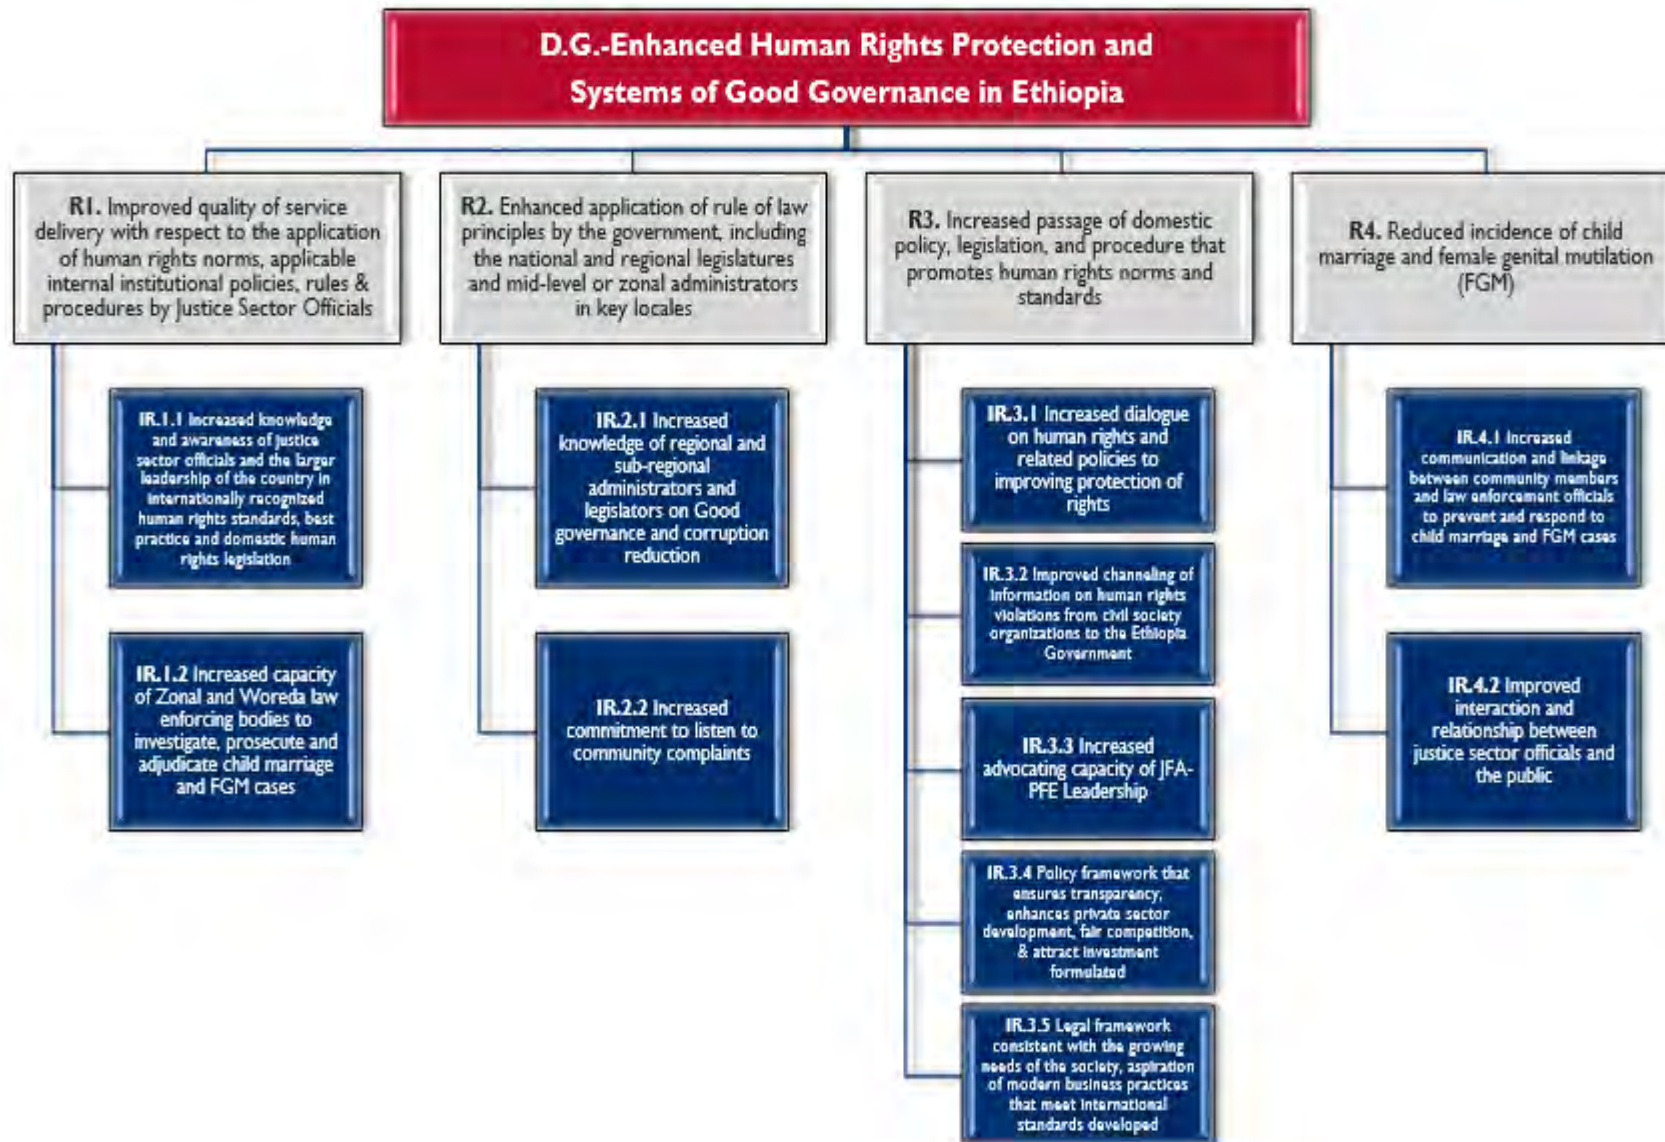 D.G.-Enhanced Human Rights Protection and
Systems of Good Governance in Ethiopia
R1. Improved quality of service
delivery with respect to the application
of human rights norms, applicable
internal institutional policies, rules &
procedures by Justice Sector Officials
R2. Enhanced application of rule of law
principles by the government, including
the national and regional legislatures
and mid-level or zonal administrators
in key locales
R3. Increased passage of domestic
policy, legislation, and procedure that
promotes human rights norms and
standards
R4. Reduced incidence of child
marriage and female genital mutilation
(FGM)
IR.1.1 Increased knowledge
and awareness of justice
sector officials and the larger
leadership of the country in
internationally recognized
human rights standards, best
practice and domestic human
rights legislation
IR.1.2 Increased capacity
of Zonal and Woreda law
enforcing bodies to
investigate, prosecute and
adjudicate child marriage
and FGM cases
IR.2.1 Increased
knowledge of regional and
sub-regional
administrators and
legislators on Good
governance and corruption
reduction
IR.2.2 Increased
commitment to listen to
community complaints
IR.3.1 Increased dialogue
on human rights and
related policies to
improving protection of
rights
IR.3.2 Improved channeling of
information on human rights
violations from civil society
organizations to the Ethiopia
Government
IR.3.3 Increased
advocating capacity of JFA-
PFE Leadership
IR.3.4 Policy framework that
ensures transparency,
enhances private sector
development, fair competition,
& attract investment
formulated
IR.3.5 Legal framework
consistent with the growing
needs of the society, aspiration
of modern business practices
that meet international
standards developed
IR.4.1 Increased
communication and linkage
between community members
and law enforcement officials
to prevent and respond to
child marriage and FGM cases
IR.4.2 Improved
interaction and
relationship between
justice sector officials and
the public